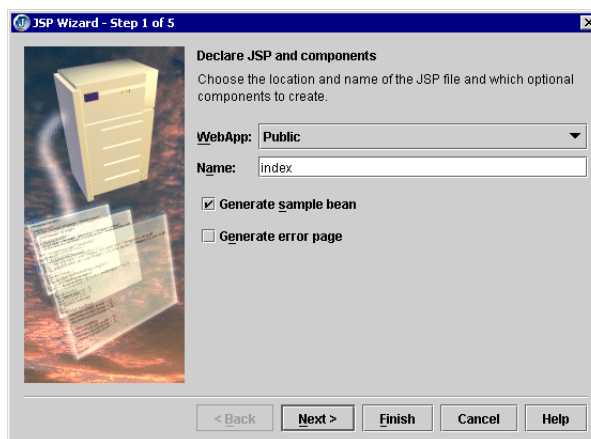 JSP Wizard - Step 1 of 5
Declare JSP and components
Choose the location and name of the JSP file and which optional
components to create.
WebApp: Public
Name: index
Generate sample bean
Generate error page
< Back Next > Finish Cancel Help